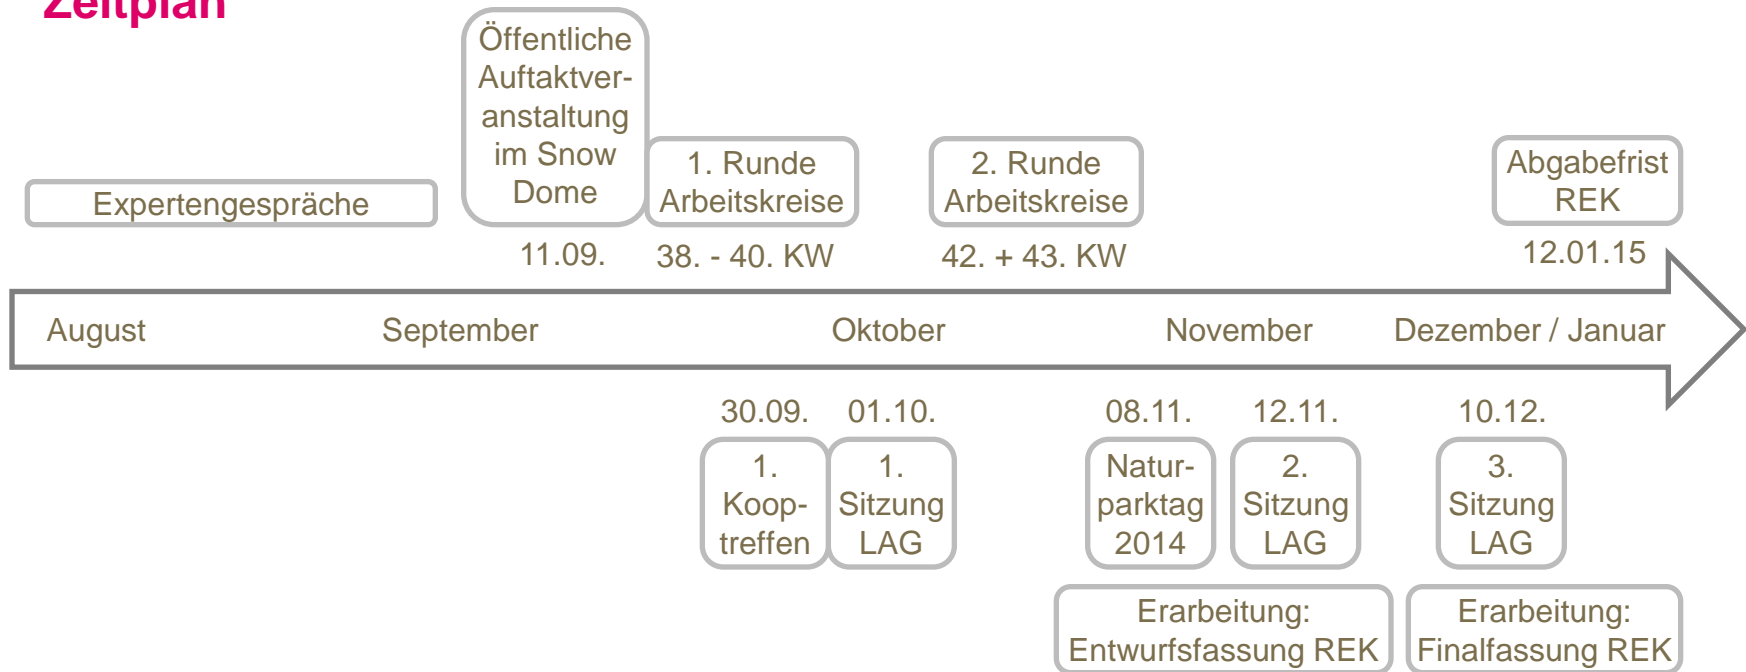 Zeitplan
Öffentliche
Auftaktver-
anstaltung
im Snow
Dome
1. Runde
Arbeitskreise
2. Runde
Arbeitskreise
Abgabefrist
REK
Expertengespräche
11.09.
38. - 40. KW
42. + 43. KW
12.01.15
August
September
Oktober
November
Dezember / Januar
30.09.
01.10.
08.11.
12.11.
10.12.
1.
Koop-
treffen
1.
Sitzung
LAG
Natur-
parktag
2014
2.
Sitzung
LAG
3.
Sitzung
LAG
Erarbeitung:
Entwurfsfassung REK
Erarbeitung:
Finalfassung REK